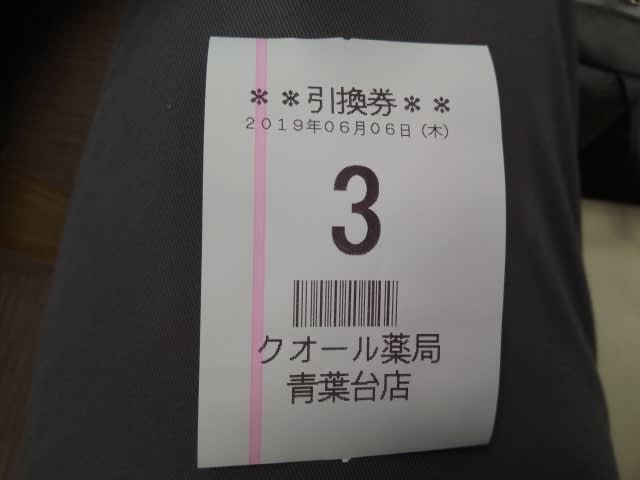 ＊＊引換券＊＊
２０１９年０６月０６日（木）
3
クオール薬局
青葉台店